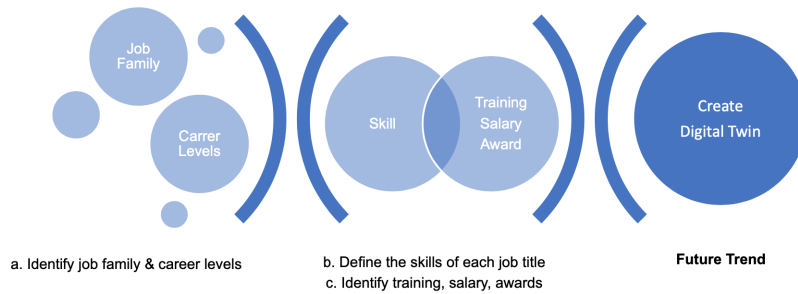 Job
Family
Carrer
Levels
Skill
Training
Salary
Award
Create
Digital Twin
a. Identify job family & career levels
b. Define the skills of each job title
c. Identify training, salary, awards
Future Trend